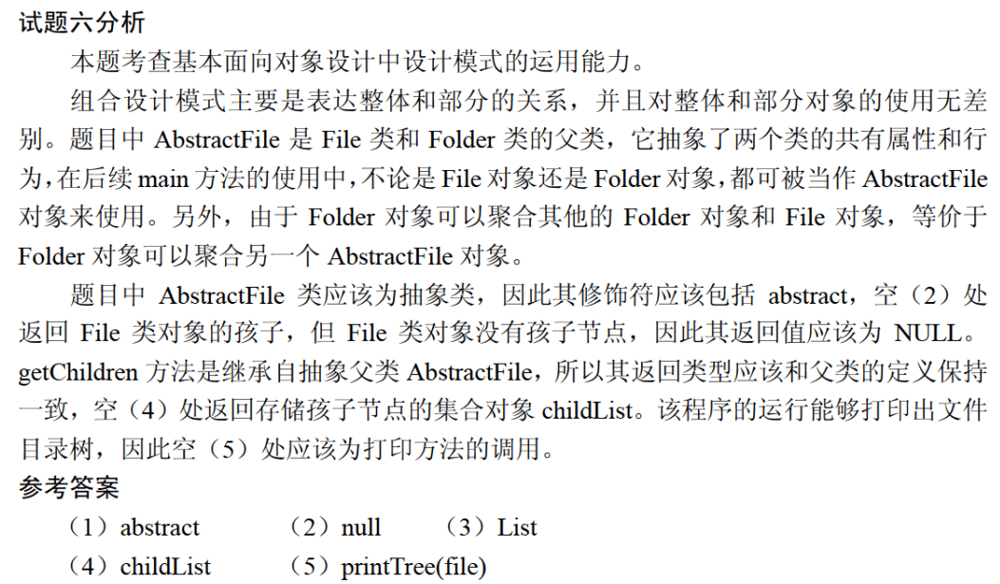 试题六分析
本题考查基本面向对象设计中设计模式的运用能力。
组合设计模式主要是表达整体和部分的关系，并且对整体和部分对象的使用无差
别。题目中 AbstractFile 是 File 类和 Folder 类的父类，它抽象了两个类的共有属性和行
为，在后续 main 方法的使用中，不论是 File 对象还是 Folder 对象，都可被当作 AbstractFile
对象来使用。另外，由于 Folder 对象可以聚合其他的 Folder 对象和 File 对象，等价于
Folder 对象可以聚合另一个 AbstractFile 对象。
题目中 AbstractFile 类应该为抽象类，因此其修饰符应该包括 abstract，空（2）处
返回 File 类对象的孩子，但 File 类对象没有孩子节点，因此其返回值应该为 NULL。
getChildren 方法是继承自抽象父类 AbstractFile，所以其返回类型应该和父类的定义保持
一致，空（4）处返回存储孩子节点的集合对象 childList。该程序的运行能够打印出文件
目录树，因此空（5）处应该为打印方法的调用。
参考答案
（1）abstract （2）null （3）List
（4）childList （5）printTree(file)